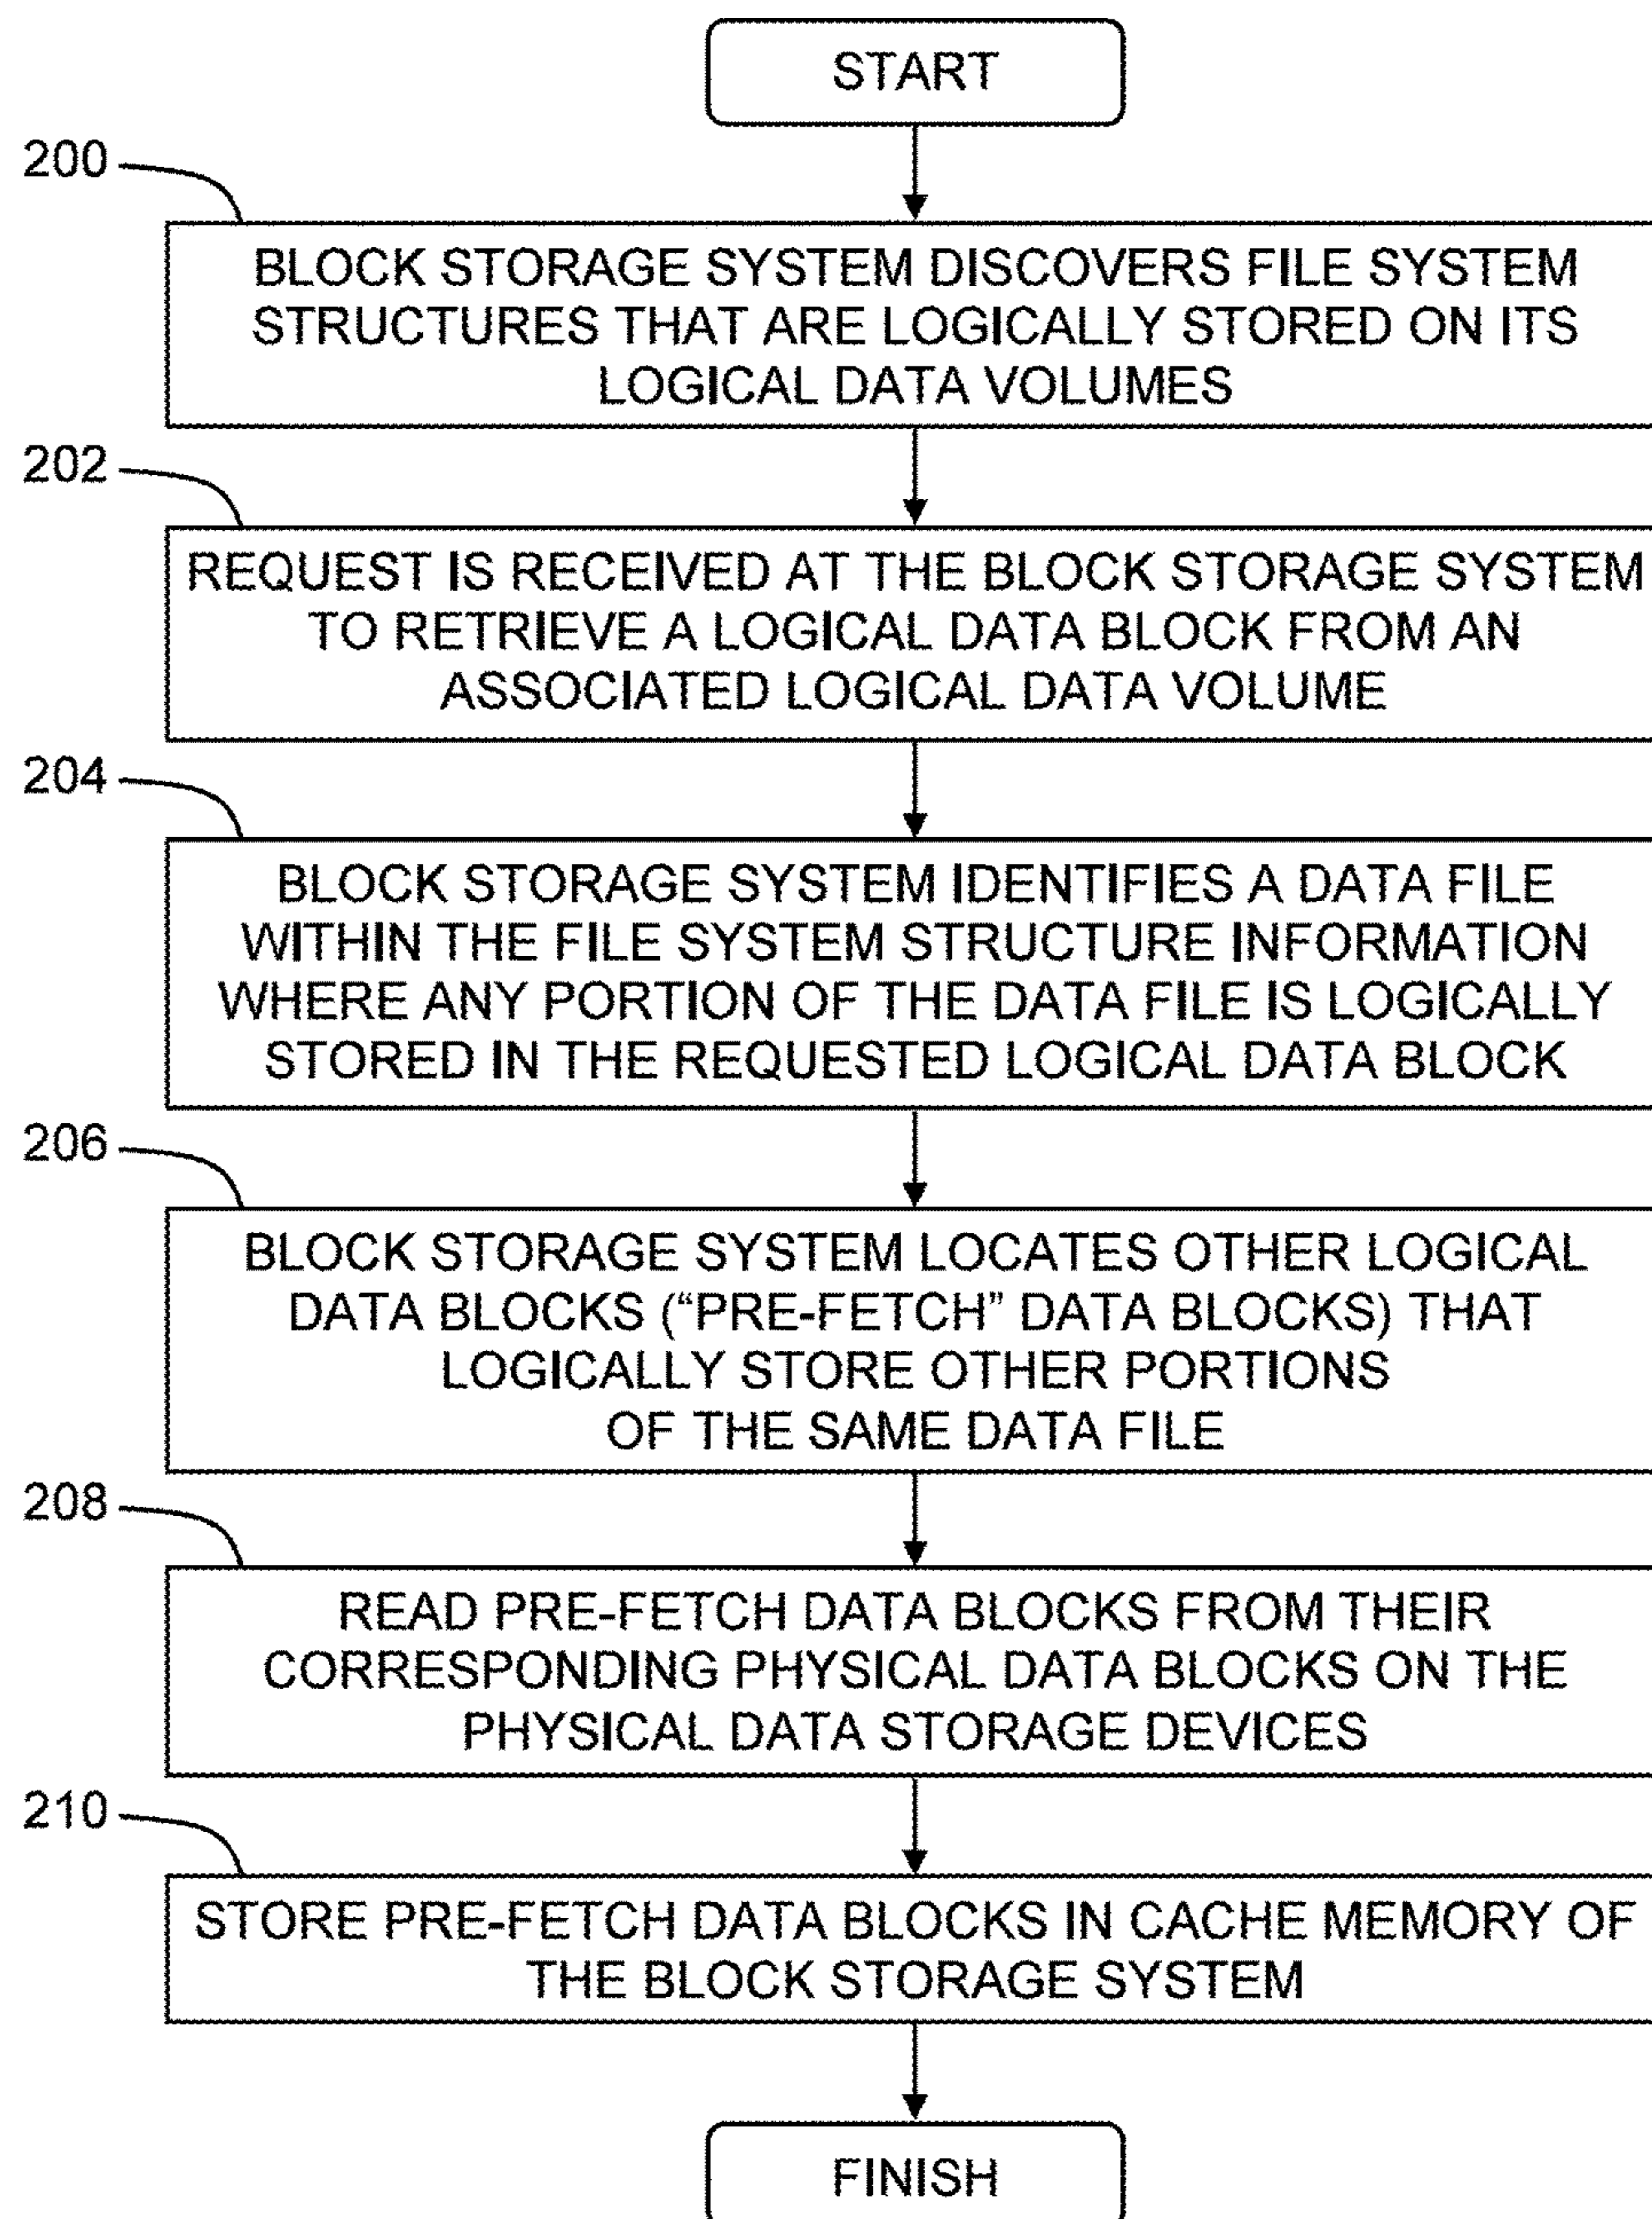 START
200
BLOCK STORAGE SYSTEM DISCOVERS FILE SYSTEM
STRUCTURES THAT ARE LOGICALLY STORED ON ITS
LOGICAL DATA VOLUMES
202
REQUEST IS RECEIVED AT THE BLOCK STORAGE SYSTEM
TO RETRIEVE A LOGICAL DATA BLOCK FROM AN
ASSOCIATED LOGICAL DATA VOLUME
204
BLOCK STORAGE SYSTEM IDENTIFIES A DATA FILE
WITHIN THE FILE SYSTEM STRUCTURE INFORMATION
WHERE ANY PORTION OF THE DATA FILE IS LOGICALLY
STORED IN THE REQUESTED LOGICAL DATA BLOCK
206
BLOCK STORAGE SYSTEM LOCATES OTHER LOGICAL
DATA BLOCKS (“PRE-FETCH” DATA BLOCKS) THAT
LOGICALLY STORE OTHER PORTIONS
OF THE SAME DATA FILE
208
READ PRE-FETCH DATA BLOCKS FROM THEIR
CORRESPONDING PHYSICAL DATA BLOCKS ON THE
PHYSICAL DATA STORAGE DEVICES
210
STORE PRE-FETCH DATA BLOCKS IN CACHE MEMORY OF
THE BLOCK STORAGE SYSTEM
FINISH